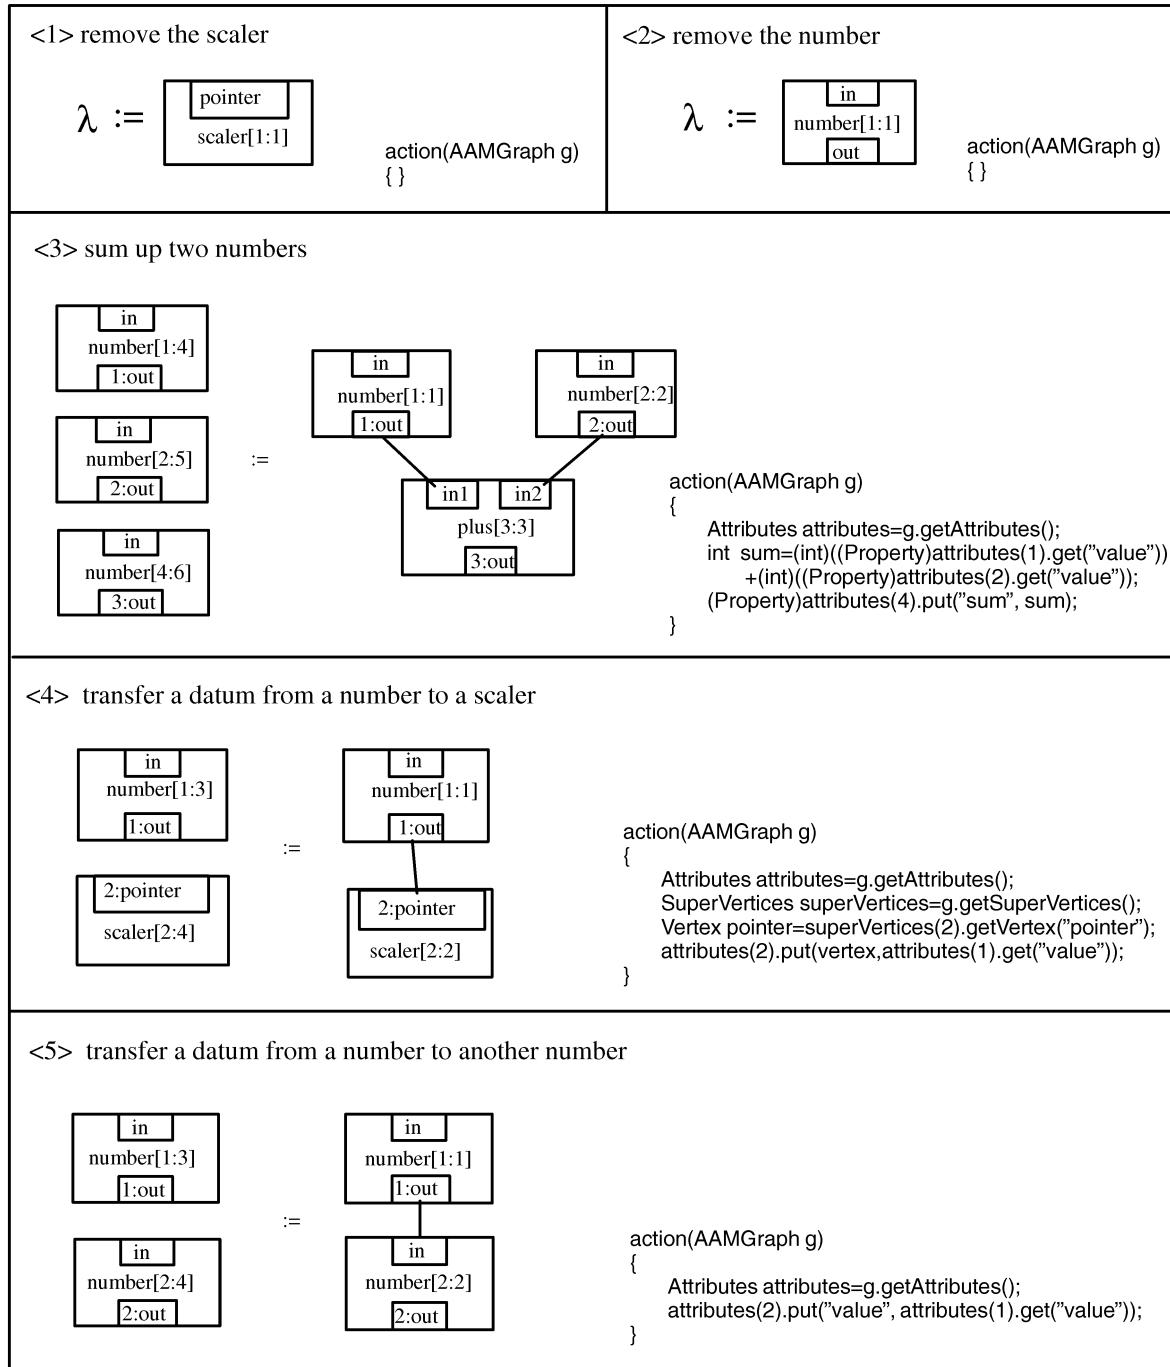 <1> remove the scaler
λ :=
pointer
scaler[1:1]
action(AAMGraph g)
{ }
<2> remove the number
λ :=
in
number[1:1]
out
action(AAMGraph g)
{ }
<3> sum up two numbers
in
number[1:4]
1:out
in
number[2:5]
2:out
in
number[4:6]
3:out
:=
in
number[1:1]
1:out
in
number[2:2]
2:out
in1
in2
plus[3:3]
3:out
action(AAMGraph g)
{
Attributes attributes=g.getAttributes();
int sum=(int)((Property)attributes(1).get(”value”))
+(int)((Property)attributes(2).get(”value”));
(Property)attributes(4).put(”sum”, sum);
}
<4> transfer a datum from a number to a scaler
in
number[1:3]
1:out
2:pointer
scaler[2:4]
:=
in
number[1:1]
1:out
2:pointer
scaler[2:2]
action(AAMGraph g)
{
Attributes attributes=g.getAttributes();
SuperVertices superVertices=g.getSuperVertices();
Vertex pointer=superVertices(2).getVertex(”pointer”);
attributes(2).put(vertex,attributes(1).get(”value”));
}
<5> transfer a datum from a number to another number
in
number[1:3]
1:out
in
number[2:4]
2:out
:=
in
number[1:1]
1:out
in
number[2:2]
2:out
action(AAMGraph g)
{
Attributes attributes=g.getAttributes();
attributes(2).put(”value”, attributes(1).get(”value”));
}